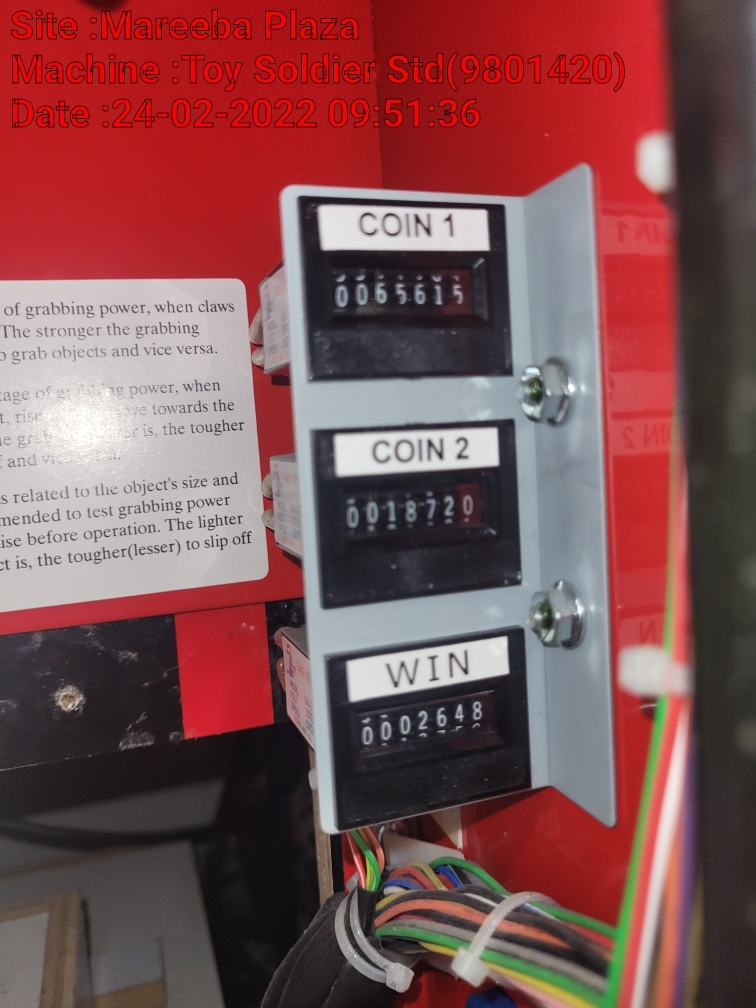 Site :Mareeba Plaza
Machine :Toy Soldier Std(9801420)
Date :24-02-2022 09:51:36
COIN 1
0065615
of grabbing power, when claws
The stronger the grabbing
grab objects and vice versa.
tage of power, when
rise towards the
is, the tougher
and
COIN 2
0018720
s related to the object's size and
mended to test grabbing power
ise before operation. The lighter
ct is, the tougher(lesser) to slip off
WIN
0002648